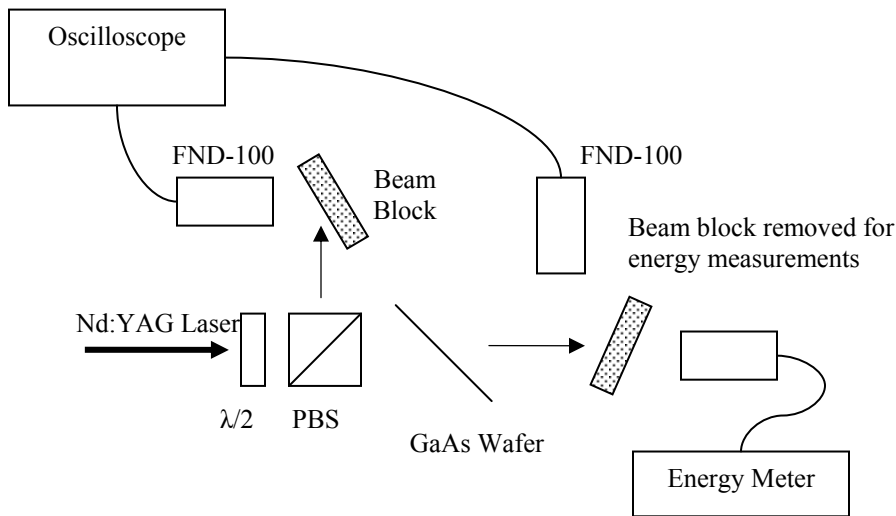 Oscilloscope
FND-100
FND-100
Beam
Block
Beam block removed for
energy measurements
Nd:YAG Laser
λ/2
PBS
GaAs Wafer
Energy Meter